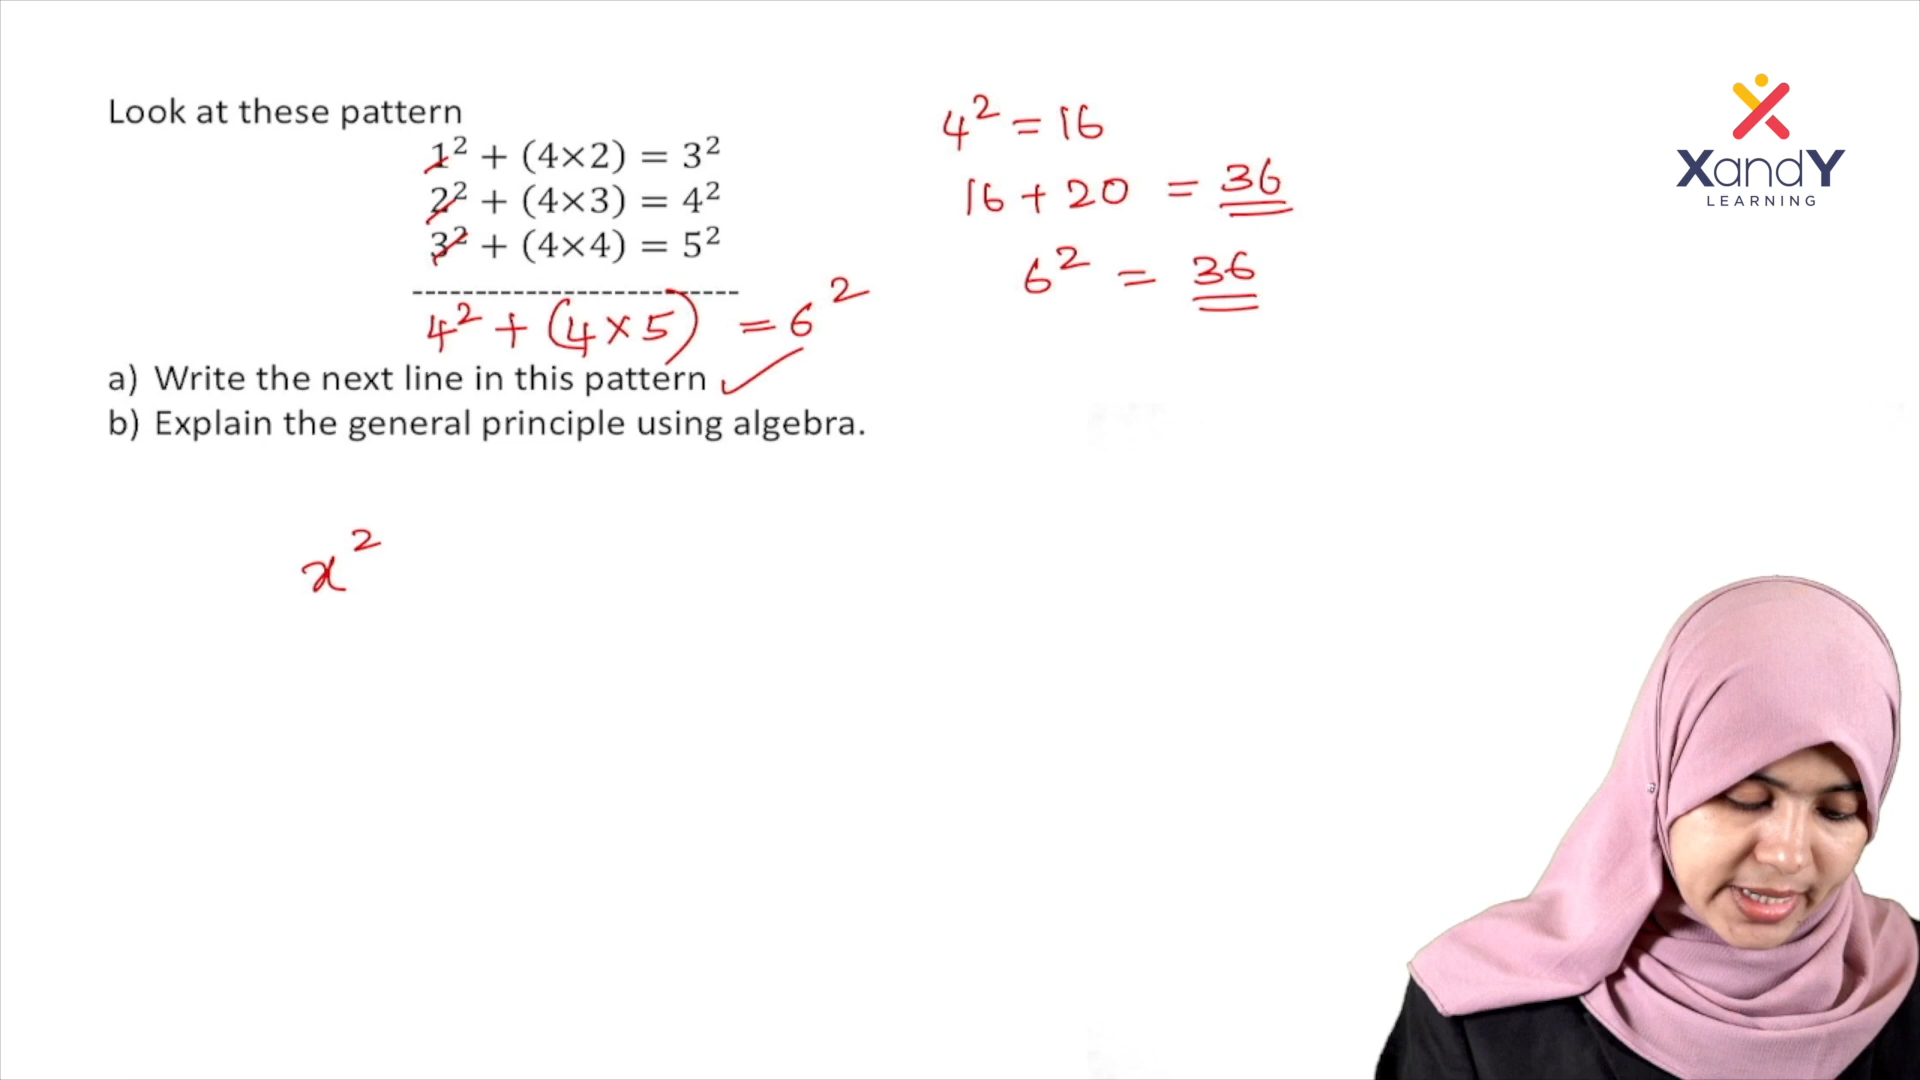 Look at these pattern
1² + (4×2) = 3²
2² + (4×3) = 4²
3² + (4×4) = 5²
4² + (4×5) = 6²
a) Write the next line in this pattern
b) Explain the general principle using algebra.
x²
4² = 16
16 + 20 = 36
6² = 36
XandY
LEARNING